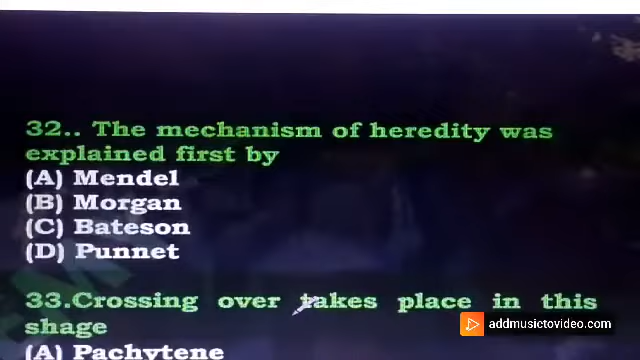 32.. The mechanism of heredity was
explained first by
(A) Mendel
(B) Morgan
(C) Bateson
(D) Punnet
33.Crossing over takes place in this
shage
(A) Pachytene
addmusictovideo.com